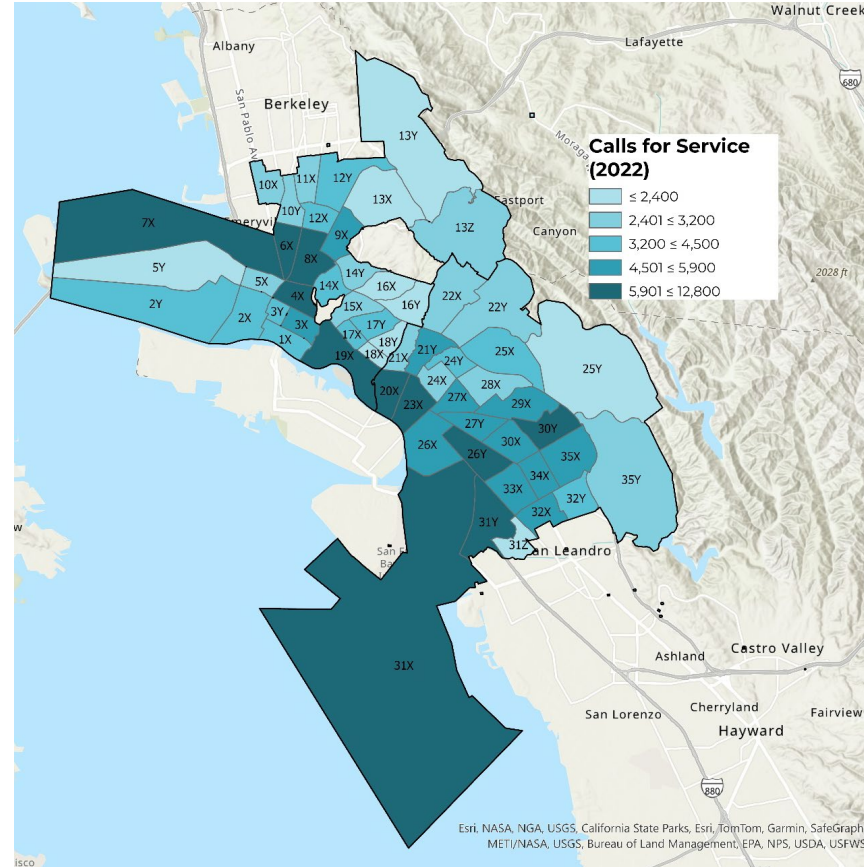 Walnut Creek
Albany
Lafayette
680
San Pablo Av
Berkeley
Moraga
13Y
Calls for Service
(2022)
≤ 2,400
2,401 ≤ 3,200
3,200 ≤ 4,500
4,501 ≤ 5,900
5,901 ≤ 12,800
10X
11X
12Y
13X
Eastport
Canyon
13Z
7X
Emeryvil
10Y
12X
9X
6X
8X
5Y
5X
14Y
14X
16X
2028 ft
4X
2Y
2X
3Y
3X
1X
15X
16Y
22X
22Y
17X
17Y
18Y
18X
19X
21X
21Y
24Y
25X
25Y
20X
23X
24X
28X
27X
29X
26X
27Y
30Y
26Y
30X
35X
34X
35Y
33X
32Y
32X
31Y
31Z
an Leandro
San F
Ba
31X
Ashland
Castro Valley
San Lorenzo
Cherryland
Fairview
Hayward
880
Esri, NASA, NGA, USGS, California State Parks, Esri, TomTom, Garmin, SafeGraph
METI/NASA, USGS, Bureau of Land Management, EPA, NPS, USDA, USFWS
isco
w